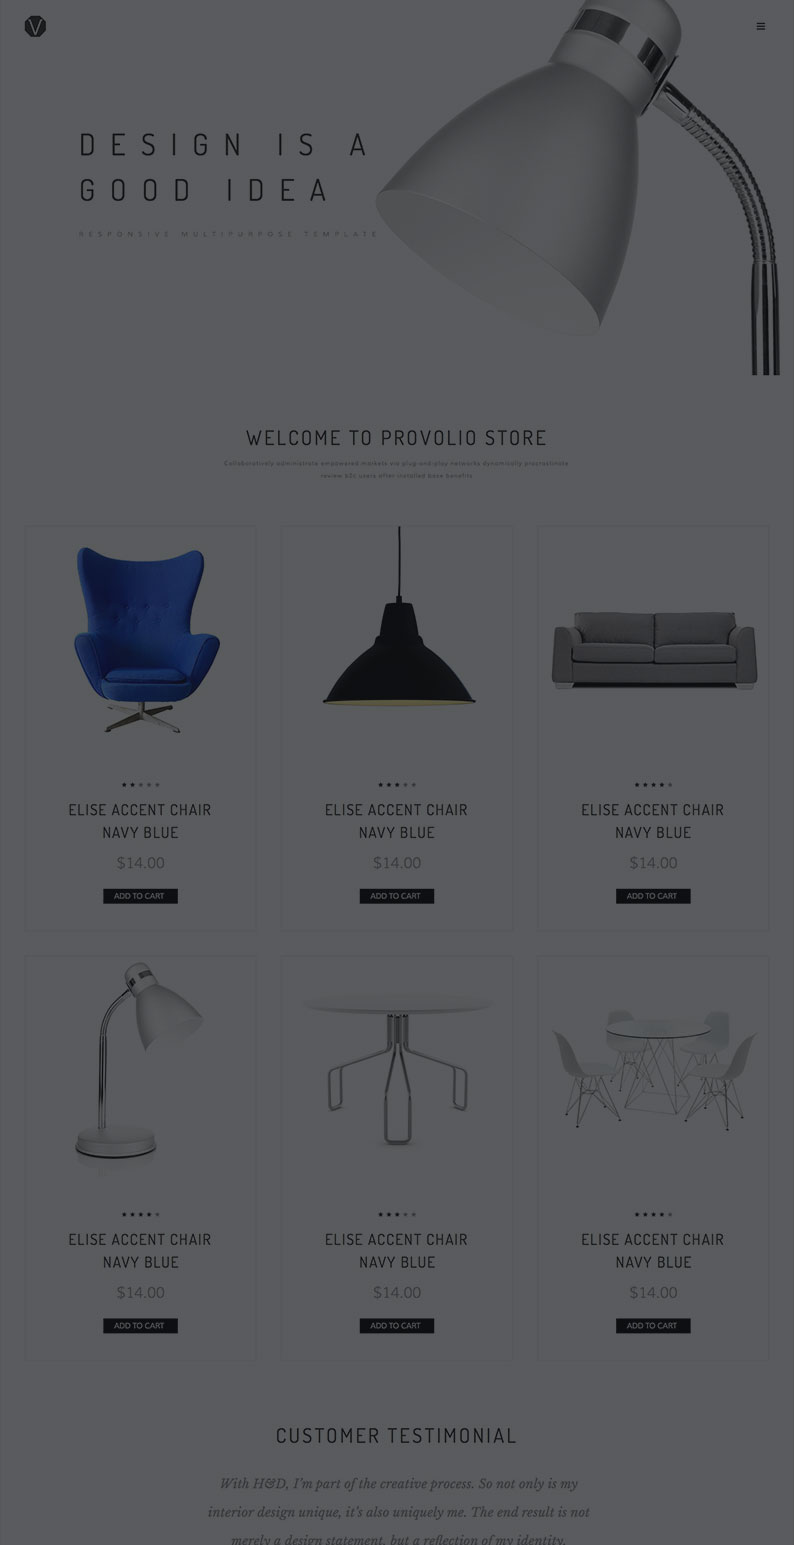 V
DESIGN IS A
GOOD IDEA
RESPONSIVE MULTIPURPOSE TEMPLATE
WELCOME TO PROVOLIO STORE
Collaboratively administrate empowered markets via plug-and-play networks dynamically procrastinate
review b2c users after installed base benefits
ELISE ACCENT CHAIR
NAVY BLUE
$14.00
ADD TO CART
ELISE ACCENT CHAIR
NAVY BLUE
$14.00
ADD TO CART
ELISE ACCENT CHAIR
NAVY BLUE
$14.00
ADD TO CART
ELISE ACCENT CHAIR
NAVY BLUE
$14.00
ADD TO CART
ELISE ACCENT CHAIR
NAVY BLUE
$14.00
ADD TO CART
ELISE ACCENT CHAIR
NAVY BLUE
$14.00
ADD TO CART
CUSTOMER TESTIMONIAL
With H&D, I'm part of the creative process. So not only is my
interior design unique, it's also uniquely me. The end result is not
merely a design statement, but a reflection of my identity.